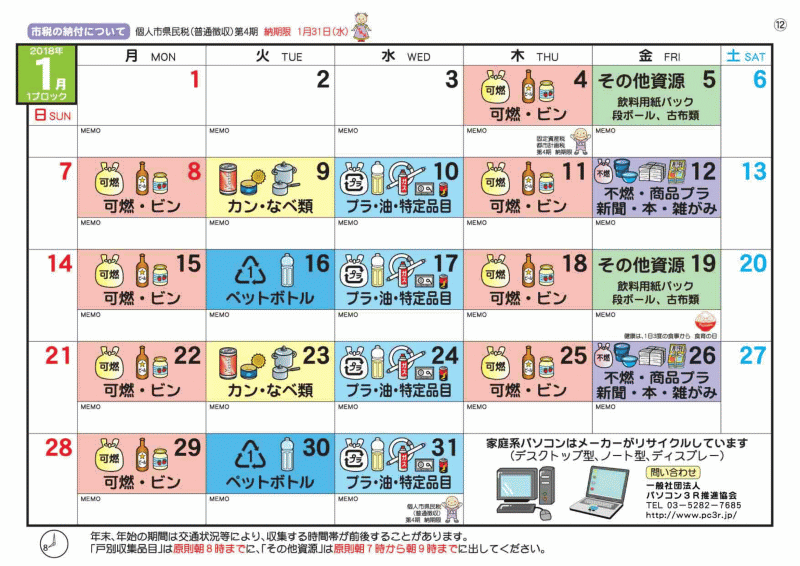 市税の納付について 個人市県民税(普通徴収)第4期 納期限 1月31日(水)
⑫
2018年
1月
1ブロック
日 SUN 月 MON 火 TUE 水 WED 木 THU 金 FRI 土 SAT
1 2 3 4 5 6
可燃
可燃・ビン
その他資源
飲料用紙パック
段ボール、古布類
MEMO MEMO MEMO MEMO MEMO
固定資産税
都市計画税
第4期 納期限
7 8 9 10 11 12 13
可燃 プラ 可燃 不燃
可燃・ビン カン・なべ類 プラ・油・特定品目 可燃・ビン 不燃・商品プラ
新聞・本・雑がみ
MEMO MEMO MEMO MEMO MEMO
14 15 16 17 18 19 20
可燃 1 プラ 可燃
可燃・ビン ペットボトル プラ・油・特定品目 可燃・ビン その他資源
飲料用紙パック
段ボール、古布類
MEMO MEMO MEMO MEMO MEMO
健康は、1日3度の食事から 食育の日
21 22 23 24 25 26 27
可燃 プラ 可燃 不燃
可燃・ビン カン・なべ類 プラ・油・特定品目 可燃・ビン 不燃・商品プラ
新聞・本・雑がみ
MEMO MEMO MEMO MEMO MEMO
28 29 30 31
可燃 1 プラ
可燃・ビン ペットボトル プラ・油・特定品目
MEMO MEMO MEMO
個人市県民税
(普通徴収)
第4期 納期限
家庭系パソコンはメーカーがリサイクルしています
(デスクトップ型、ノート型、ディスプレー)
問い合わせ
一般社団法人
パソコン3R推進協会
TEL 03-5282-7685
http://www.pc3r.jp/
8
年末、年始の期間は交通状況等により、収集する時間帯が前後することがあります。
「戸別収集品目」は原則朝8時までに、「その他資源」は原則朝7時から朝9時までに出してください。